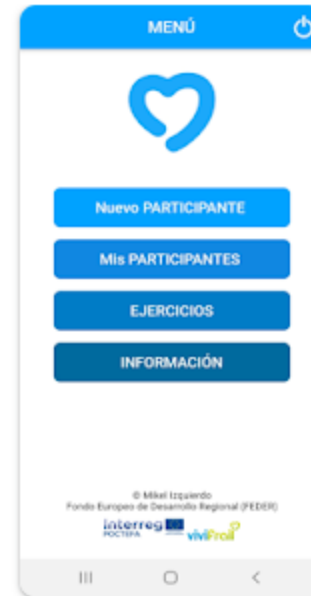 MENÚ
Nuevo PARTICIPANTE
Mis PARTICIPANTES
EJERCICIOS
INFORMACIÓN
© Mikel Izquierdo
Fondo Europeo de Desarrollo Regional (FEDER)
interreg vivifrail
POCTEFA